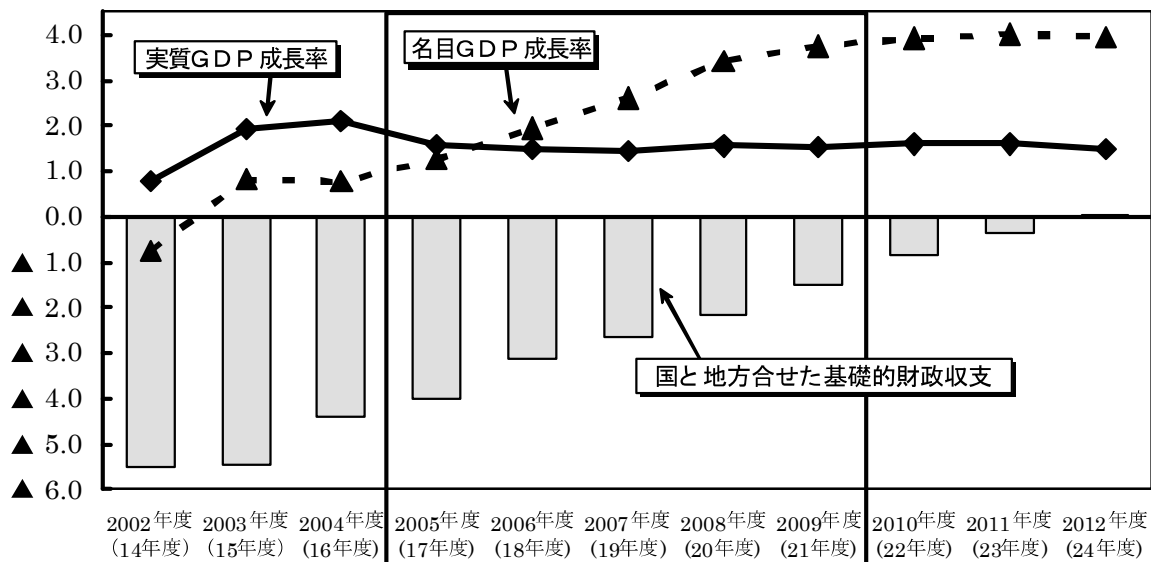 4.0
3.0
2.0
1.0
0.0
▲ 1.0
▲ 2.0
▲ 3.0
▲ 4.0
▲ 5.0
▲ 6.0
実質GDP成長率
名目GDP成長率
国と地方合せた基礎的財政収支
2002年度 2003年度 2004年度 2005年度 2006年度 2007年度 2008年度 2009年度 2010年度 2011年度 2012年度
(14年度) (15年度) (16年度) (17年度) (18年度) (19年度) (20年度) (21年度) (22年度) (23年度) (24年度)